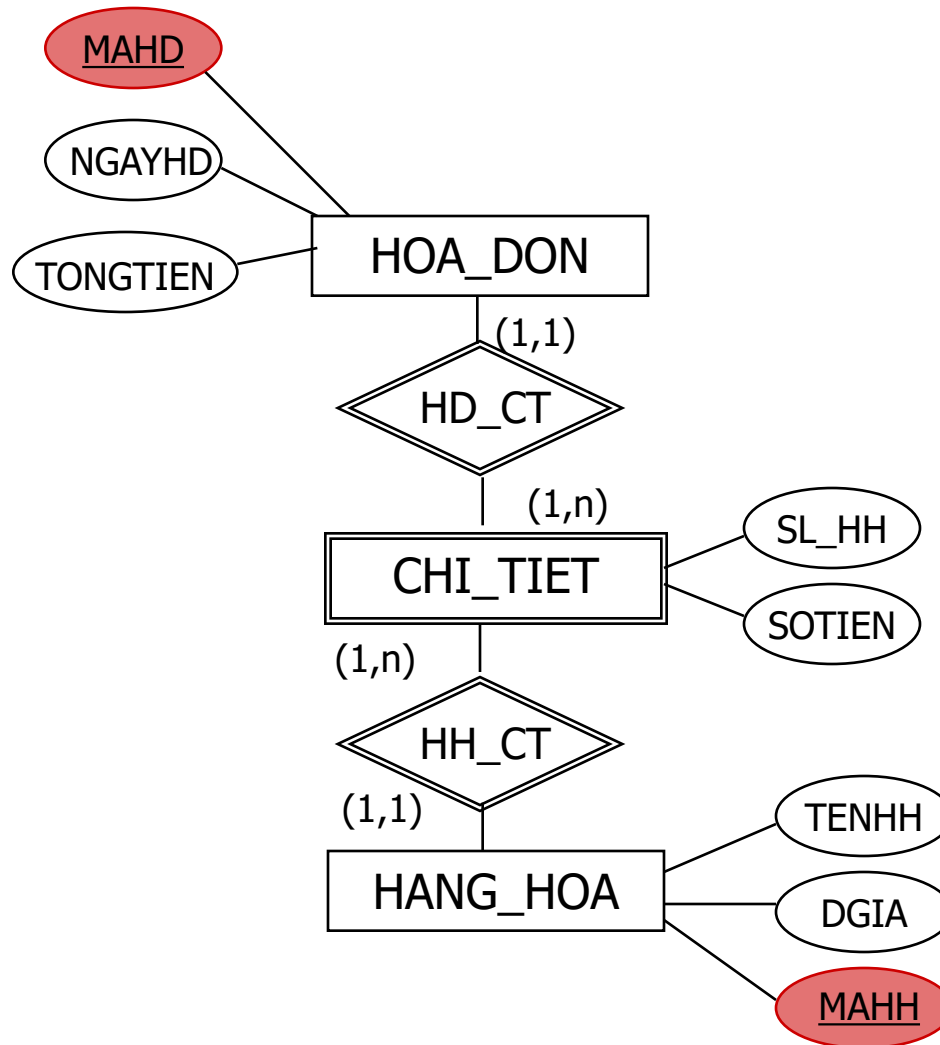 MAHD
NGAYHD
TONGTIEN
HOA_DON
(1,1)
HD_CT
(1,n)
SL_HH
CHI_TIET
SOTIEN
(1,n)
HH_CT
(1,1)
TENHH
HANG_HOA
DGIA
MAHH